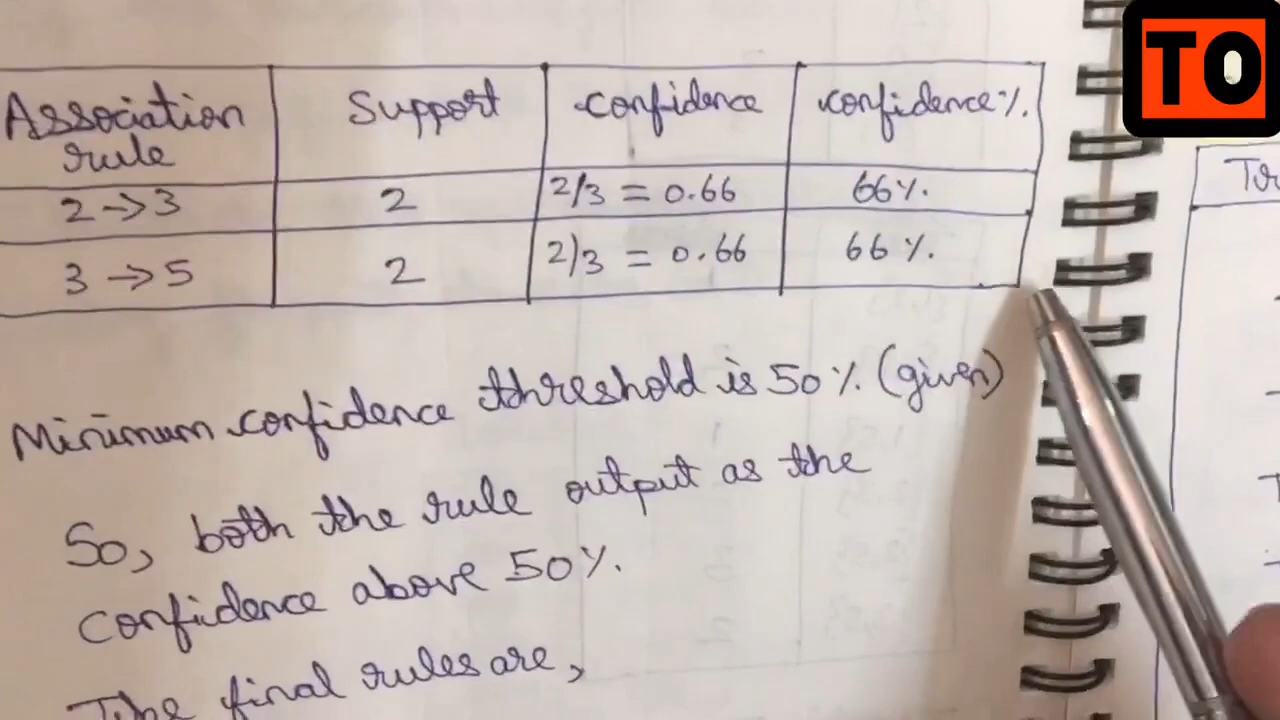 TO
Association rule | Support | confidence | confidence %.
2 → 3 | 2 | 2/3 = 0.66 | 66 %.
3 → 5 | 2 | 2/3 = 0.66 | 66 %.
Minimum confidence threshold is 50 %. (given)
So, both the rule output as the
confidence above 50 %.
The final rules are,